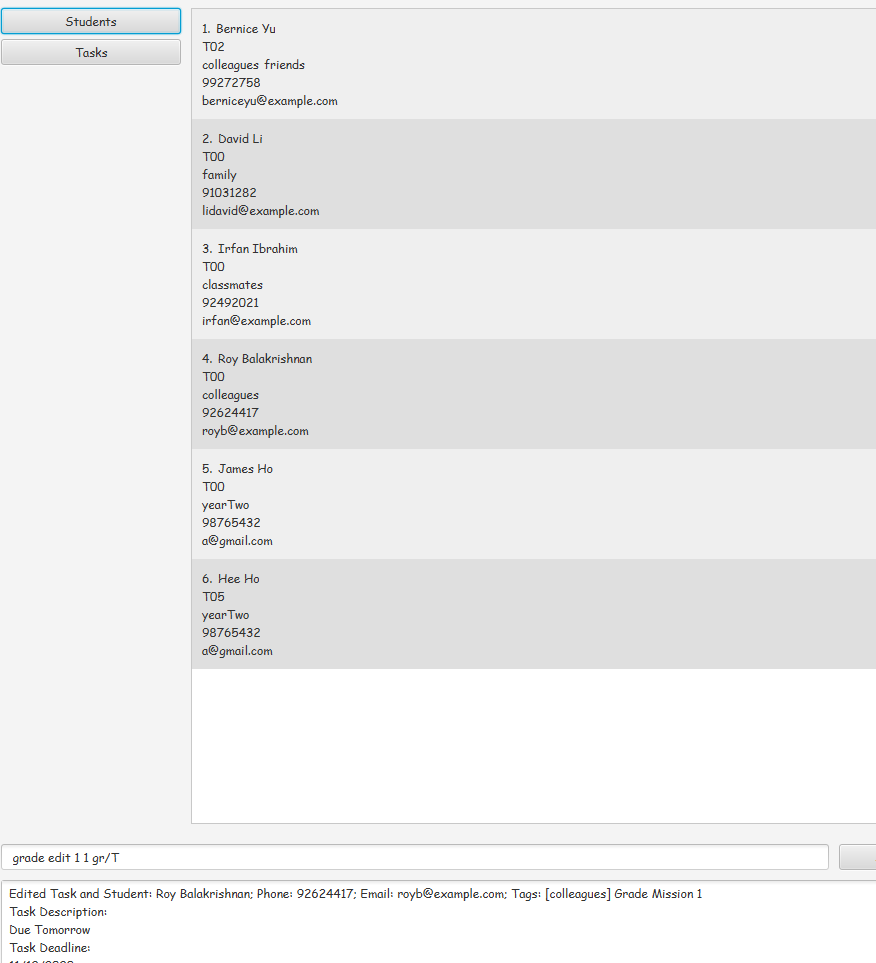 Students
Tasks
1. Bernice Yu
T02
colleagues friends
99272758
berniceyu@example.com
2. David Li
T00
family
91031282
lidavid@example.com
3. Irfan Ibrahim
T00
classmates
92492021
irfan@example.com
4. Roy Balakrishnan
T00
colleagues
92624417
royb@example.com
5. James Ho
T00
yearTwo
98765432
a@gmail.com
6. Hee Ho
T05
yearTwo
98765432
a@gmail.com
grade edit 1 1 gr/T
Edited Task and Student: Roy Balakrishnan; Phone: 92624417; Email: royb@example.com; Tags: [colleagues] Grade Mission 1
Task Description:
Due Tomorrow
Task Deadline: